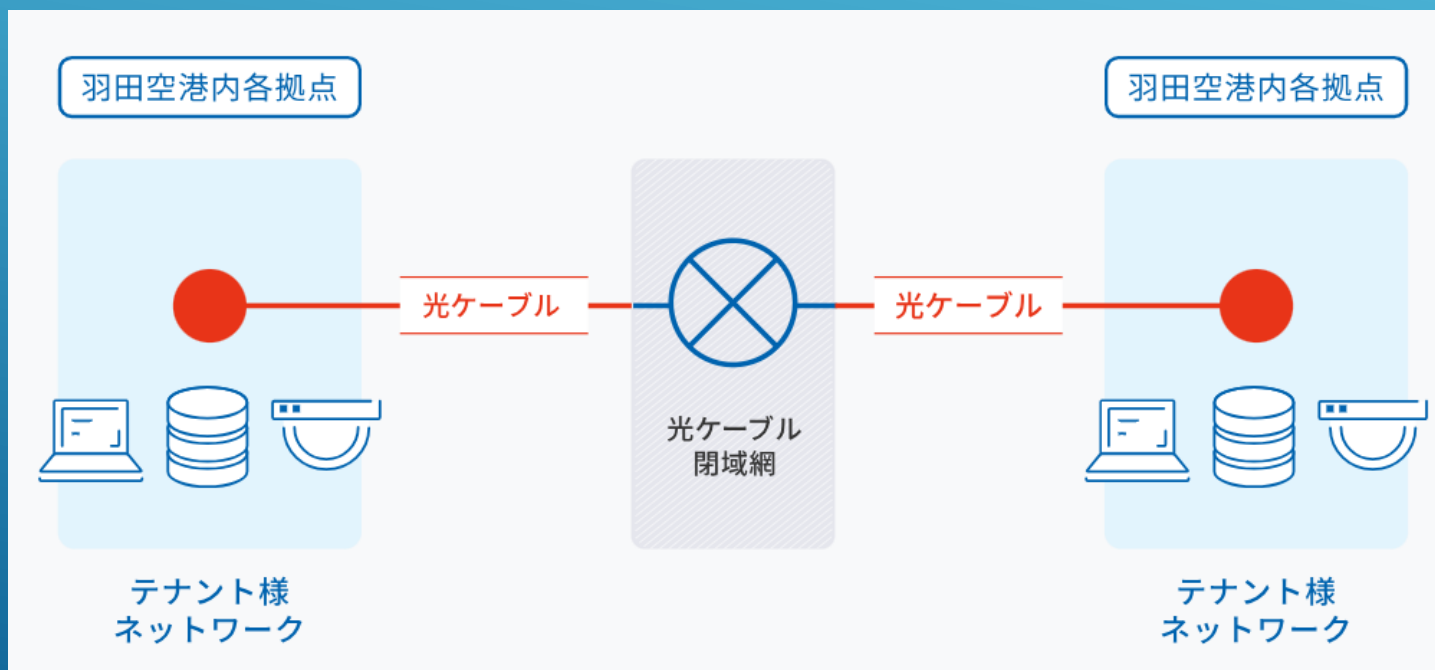 羽田空港内各拠点
羽田空港内各拠点
光ケーブル
光ケーブル
光ケーブル
閉域網
テナント様
ネットワーク
テナント様
ネットワーク